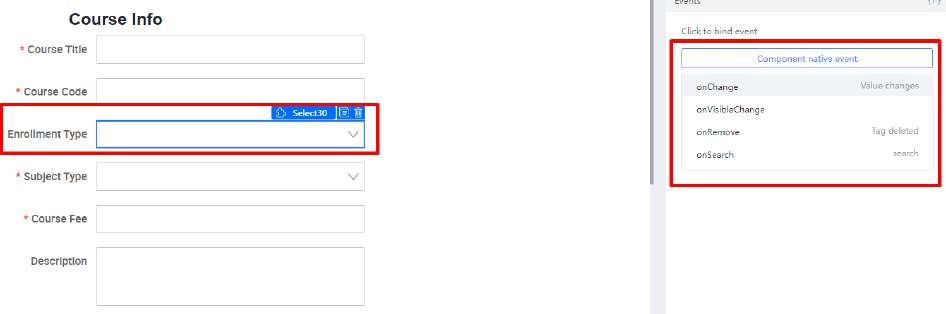 Course Info
* Course Title
* Course Code
Select30
Enrollment Type
* Subject Type
* Course Fee
Description
Events
Click to bind event
Component native event
onChange Value changes
onVisibleChange
onRemove Tag deleted
onSearch search